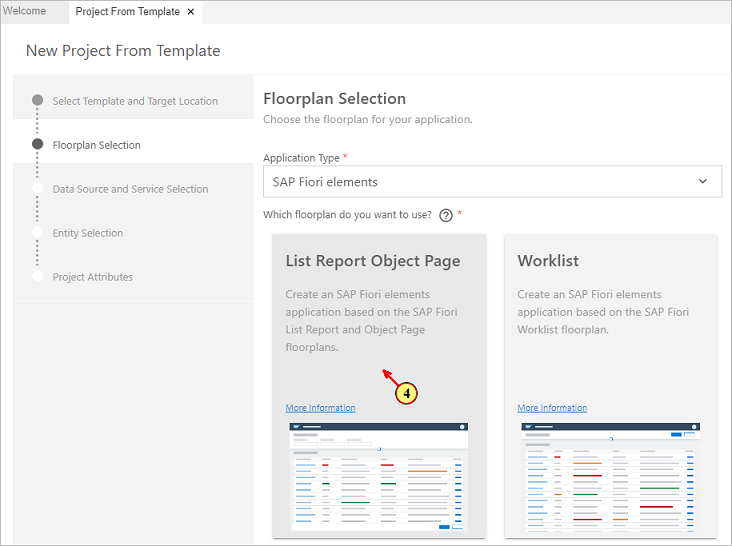 Welcome
Project From Template ×
New Project From Template
Select Template and Target Location
Floorplan Selection
Data Source and Service Selection
Entity Selection
Project Attributes
Floorplan Selection
Choose the floorplan for your application.
Application Type *
SAP Fiori elements
Which floorplan do you want to use? ? *
List Report Object Page
Create an SAP Fiori elements
application based on the SAP Fiori
List Report and Object Page
floorplans.
4
More Information
SAP
Worklist
Create an SAP Fiori elements
application based on the SAP Fiori
Worklist floorplan.
More Information
SAP